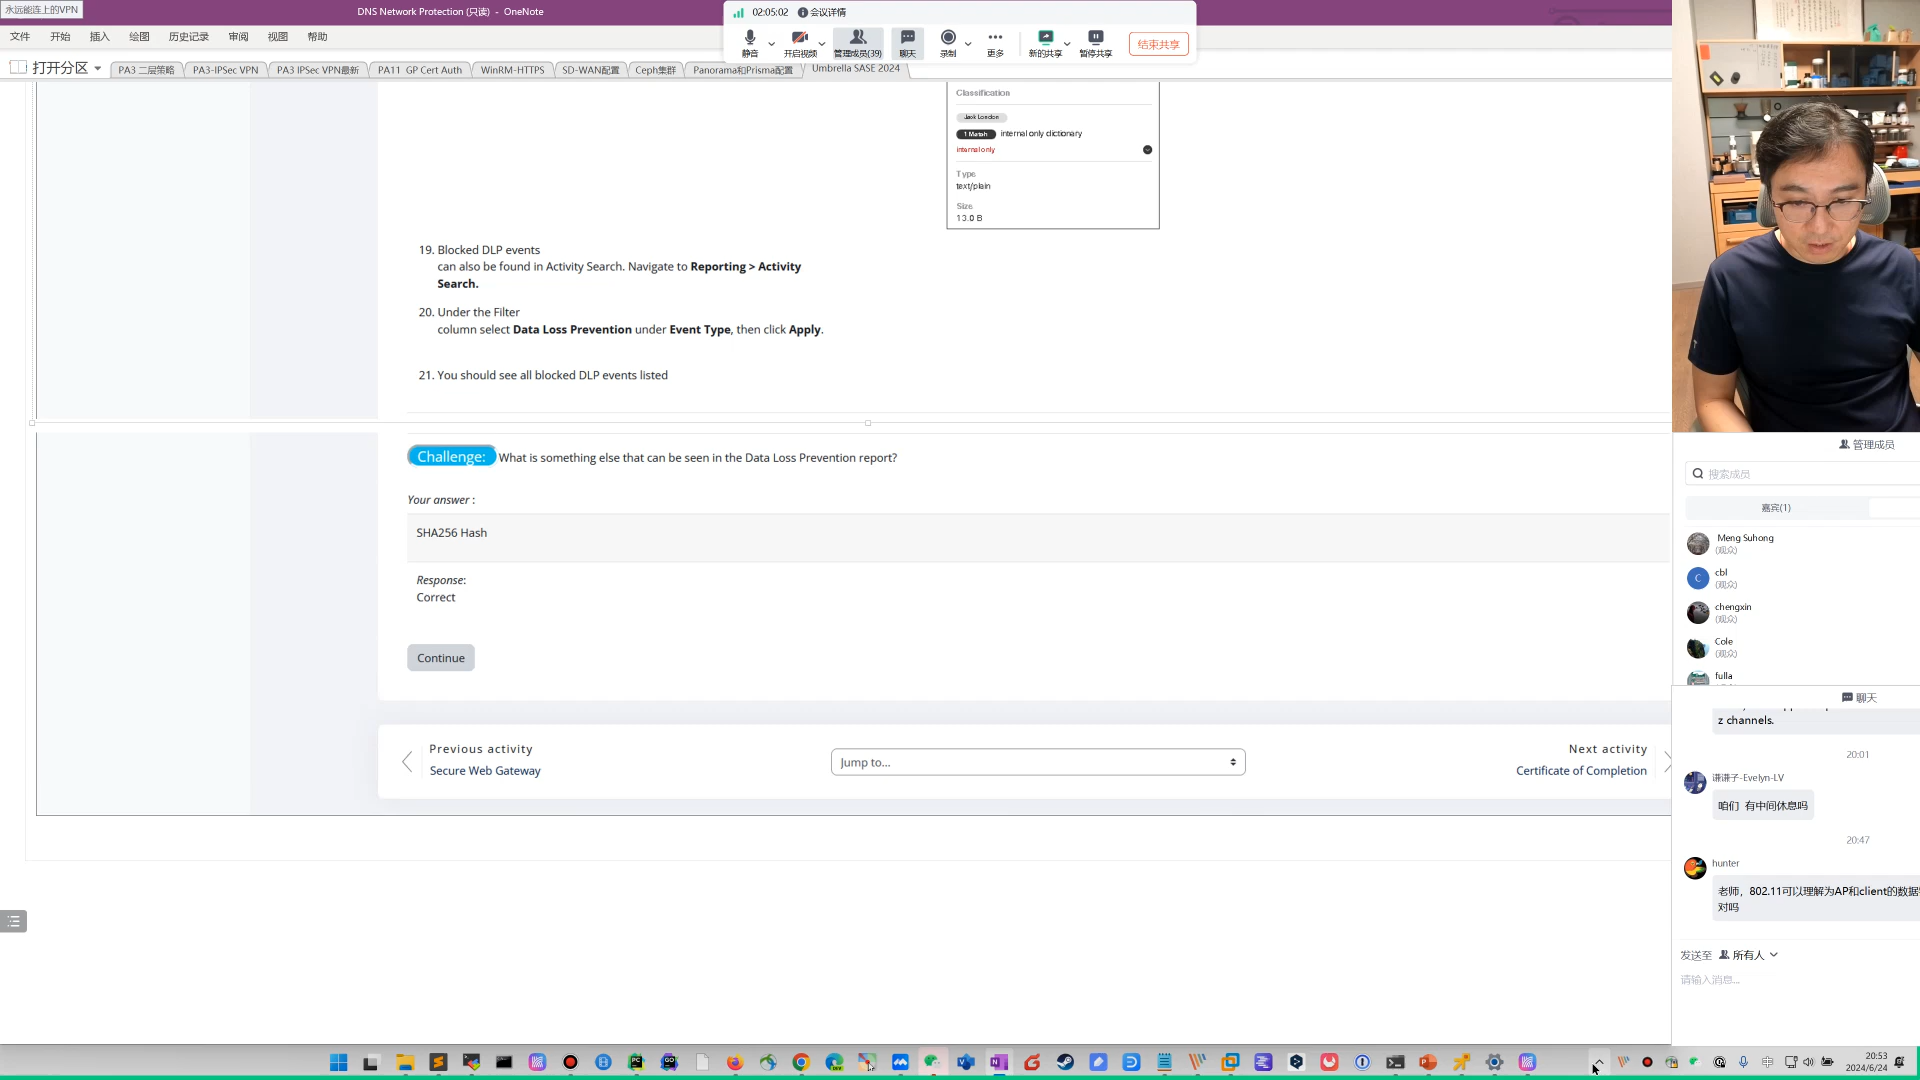 永远能连上的VPN
DNS Network Protection (只读) - OneNote
02:05:02 会议详情
文件 开始 插入 绘图 历史记录 审阅 视图 帮助
静音 开启视频 管理成员(39) 聊天 录制 更多 新的共享 暂停共享 结束共享
打开分区 PA3 二层策略 PA3-IPSec VPN PA3 IPSec VPN最新 PA11 GP Cert Auth WinRM-HTTPS SD-WAN配置 Ceph集群 Panorama和Prisma配置 Umbrella SASE 2024
Classification
Jack London
1 Match internal only dictionary
internal only
Type
text/plain
Size
13.0 B
19. Blocked DLP events
can also be found in Activity Search. Navigate to Reporting > Activity
Search.
20. Under the Filter
column select Data Loss Prevention under Event Type, then click Apply.
21. You should see all blocked DLP events listed
Challenge: What is something else that can be seen in the Data Loss Prevention report?
Your answer :
SHA256 Hash
Response:
Correct
Continue
Previous activity
Secure Web Gateway
Jump to...
Next activity
Certificate of Completion
管理成员
搜索成员
嘉宾(1)
Meng Suhong
(观众)
C cbl
(观众)
chengxin
(观众)
Cole
(观众)
fulla
聊天
z channels.
20:01
谦谦子-Evelyn-LV
咱们 有中间休息吗
20:47
hunter
老师，802.11可以理解为AP和client的数据
对吗
发送至 所有人
请输入消息...
20:53
2024/6/24